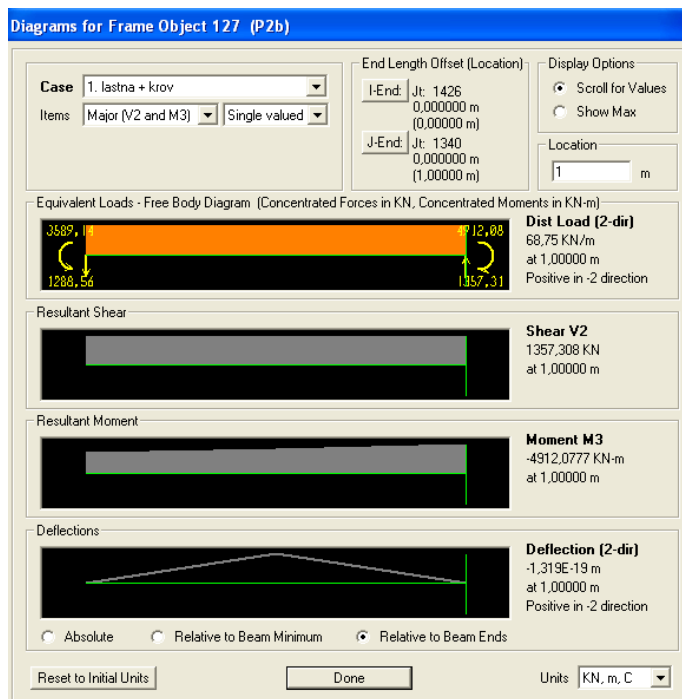 Diagrams for Frame Object 127 (P2b)
Case 1. lastna + krov
Items Major (V2 and M3) Single valued
End Length Offset (Location)
I-End: Jt: 1426
0,000000 m
(0,00000 m)
J-End: Jt: 1340
0,000000 m
(1,00000 m)
Display Options
Scroll for Values
Show Max
Location
1 m
Equivalent Loads - Free Body Diagram (Concentrated Forces in KN, Concentrated Moments in KN-m)
3589,14 4912,08
1288,56 1357,31
Dist Load (2-dir)
68,75 KN/m
at 1,00000 m
Positive in -2 direction
Resultant Shear
Shear V2
1357,308 KN
at 1,00000 m
Resultant Moment
Moment M3
-4912,0777 KN-m
at 1,00000 m
Deflections
Deflection (2-dir)
-1,319E-19 m
at 1,00000 m
Positive in -2 direction
Absolute Relative to Beam Minimum Relative to Beam Ends
Reset to Initial Units Done Units KN, m, C